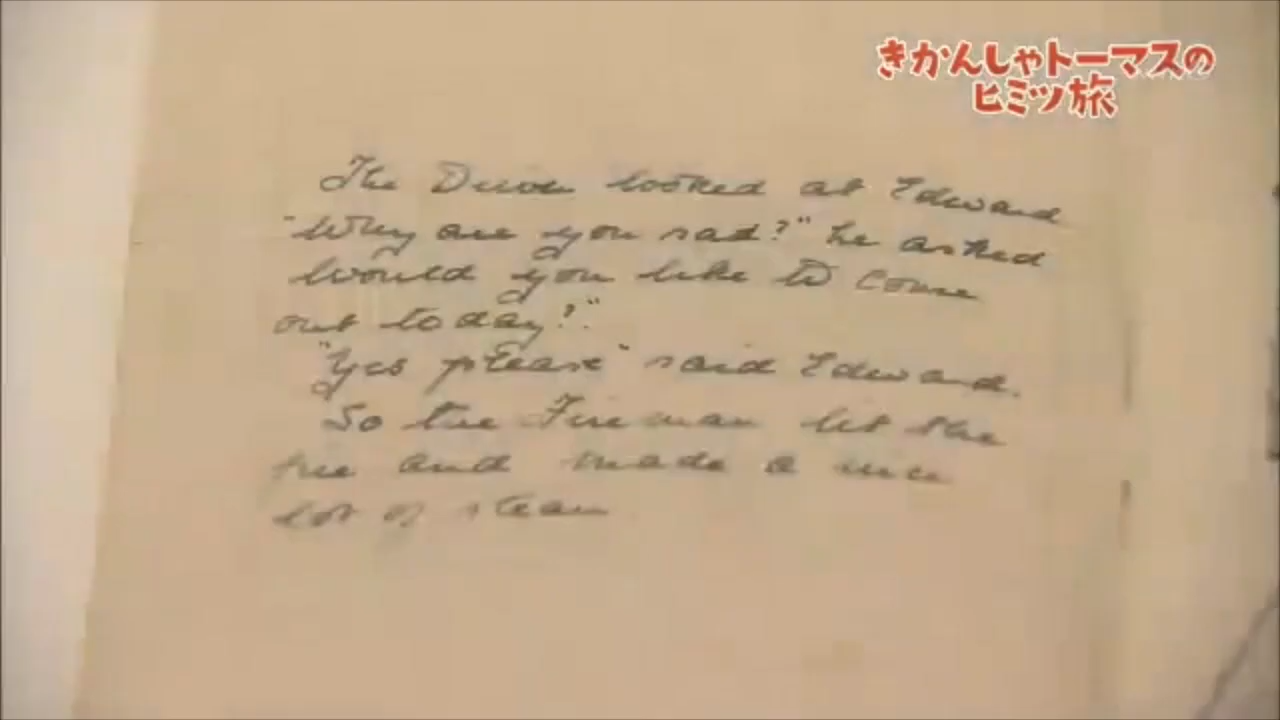 きかんしゃトーマスの
ヒミツ旅
The Driver looked at Edward
"Why are you sad?" he asked
Would you like to come
out today?"
"Yes please" said Edward.
So the Fireman lit the
fire and made a nice
lot of steam